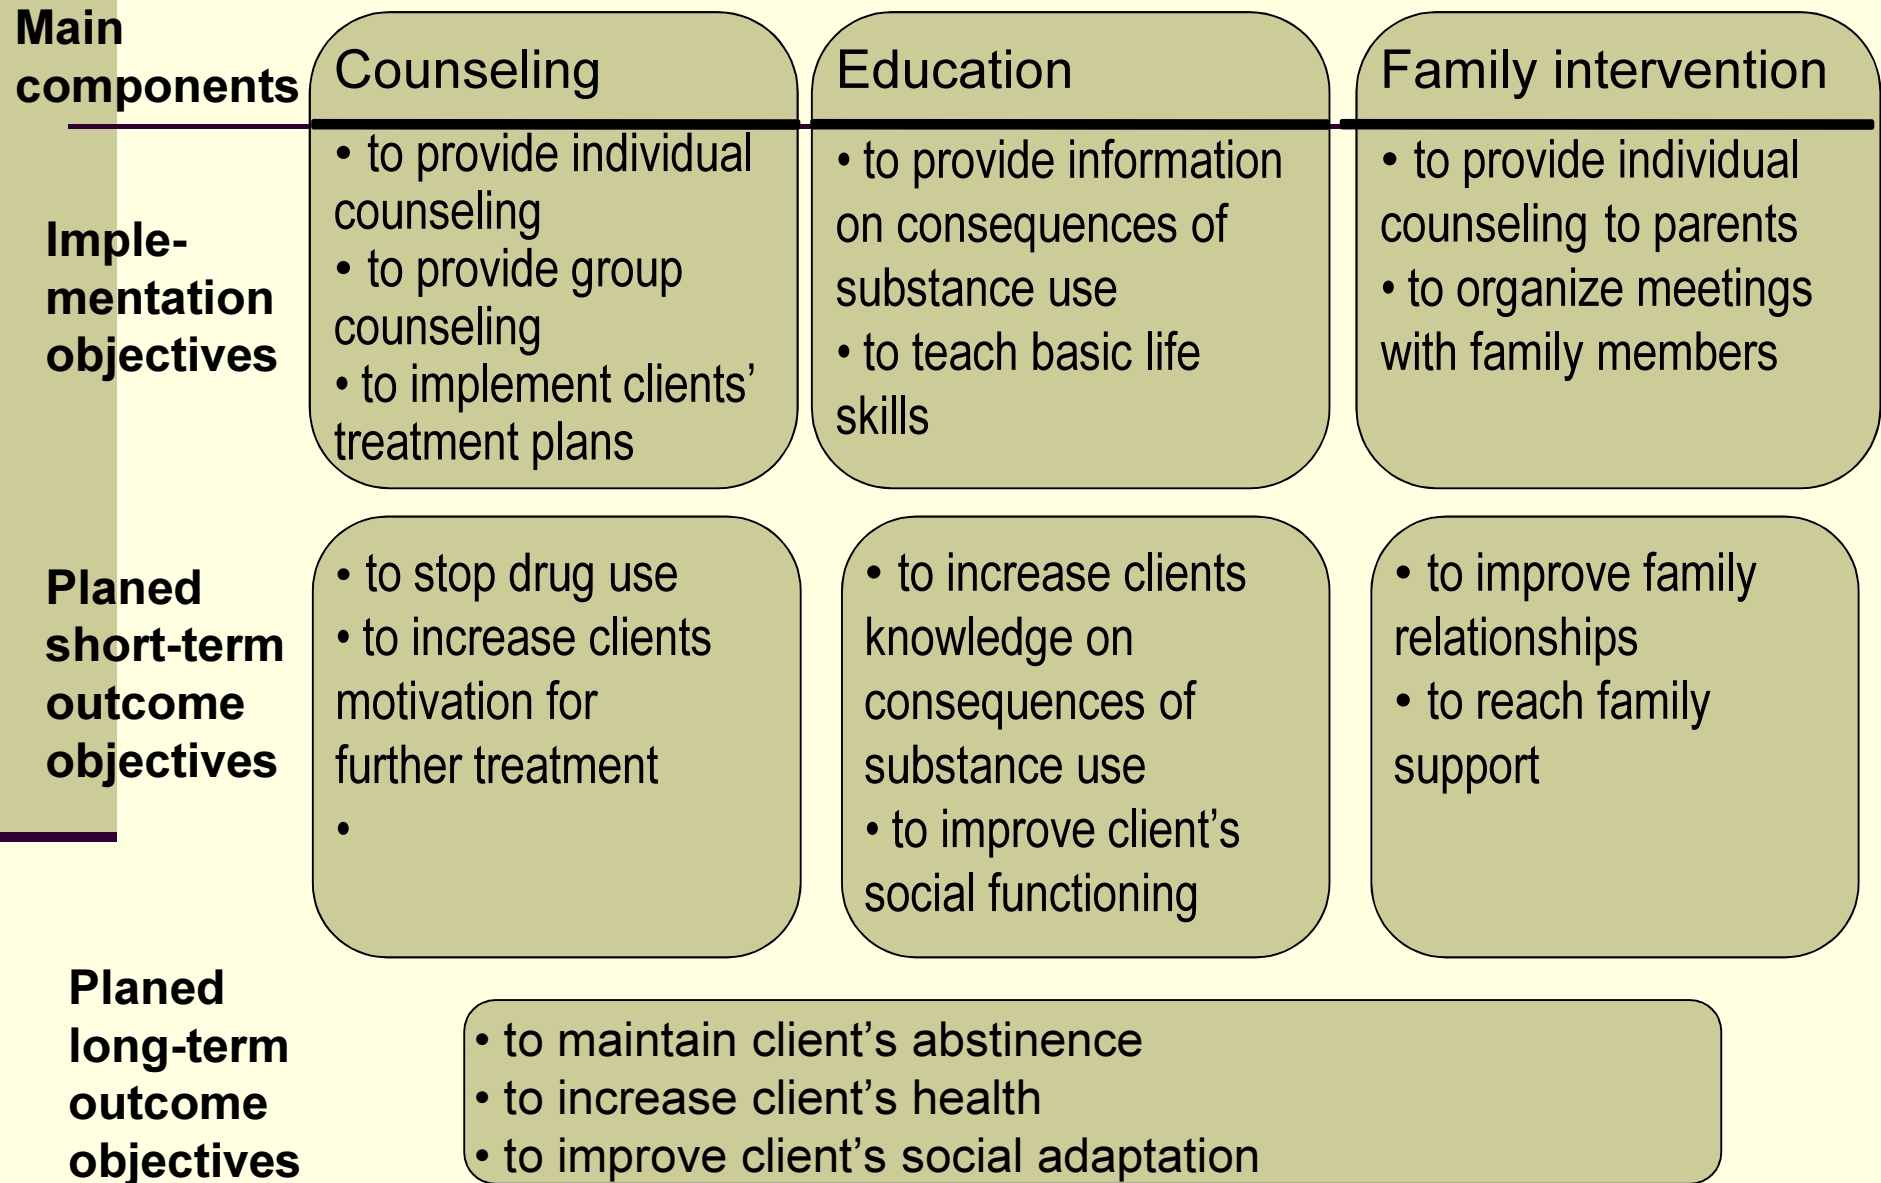 Main
components
Counseling
Education
Family intervention
Imple-
mentation
objectives
• to provide individual
counseling
• to provide group
counseling
• to implement clients’
treatment plans
• to provide information
on consequences of
substance use
• to teach basic life
skills
• to provide individual
counseling to parents
• to organize meetings
with family members
Planed
short-term
outcome
objectives
• to stop drug use
• to increase clients
motivation for
further treatment
•
• to increase clients
knowledge on
consequences of
substance use
• to improve client’s
social functioning
• to improve family
relationships
• to reach family
support
Planed
long-term
outcome
objectives
• to maintain client’s abstinence
• to increase client’s health
• to improve client’s social adaptation